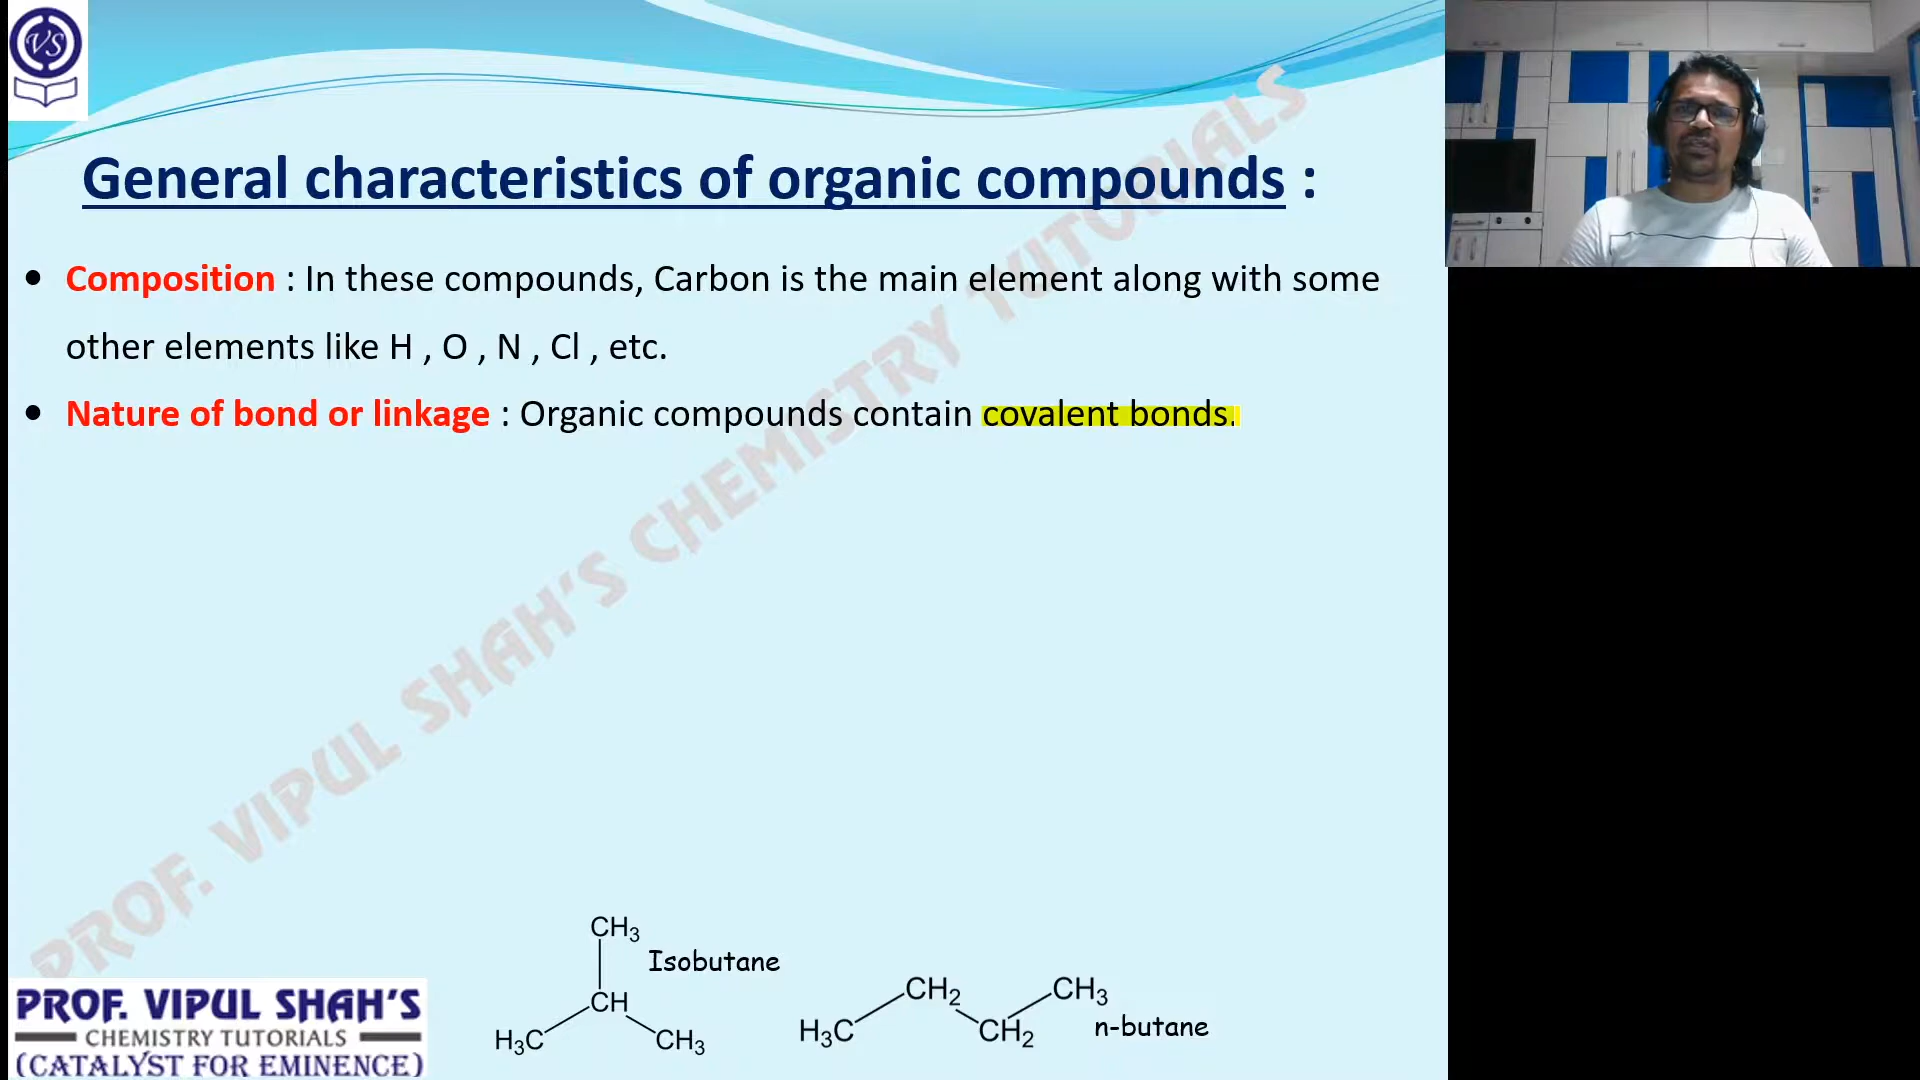 VS
General characteristics of organic compounds :
• Composition : In these compounds, Carbon is the main element along with some
other elements like H , O , N , Cl , etc.
• Nature of bond or linkage : Organic compounds contain covalent bonds.
PROF. VIPUL SHAH'S CHEMISTRY TUTORIALS
CH3
Isobutane
CH
H3C
CH3
CH2
CH3
H3C
CH2
n-butane
PROF. VIPUL SHAH'S
CHEMISTRY TUTORIALS
(CATALYST FOR EMINENCE)